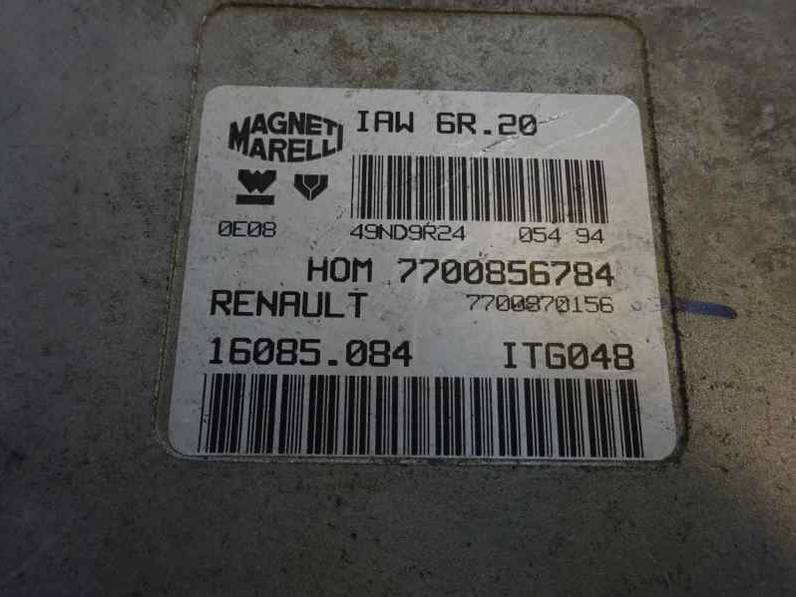 MAGNETI
MARELLI
IAW 6R.20
0E08
49ND9R24 054 94
HOM 7700856784
RENAULT 7700870156
16085.084 ITG048